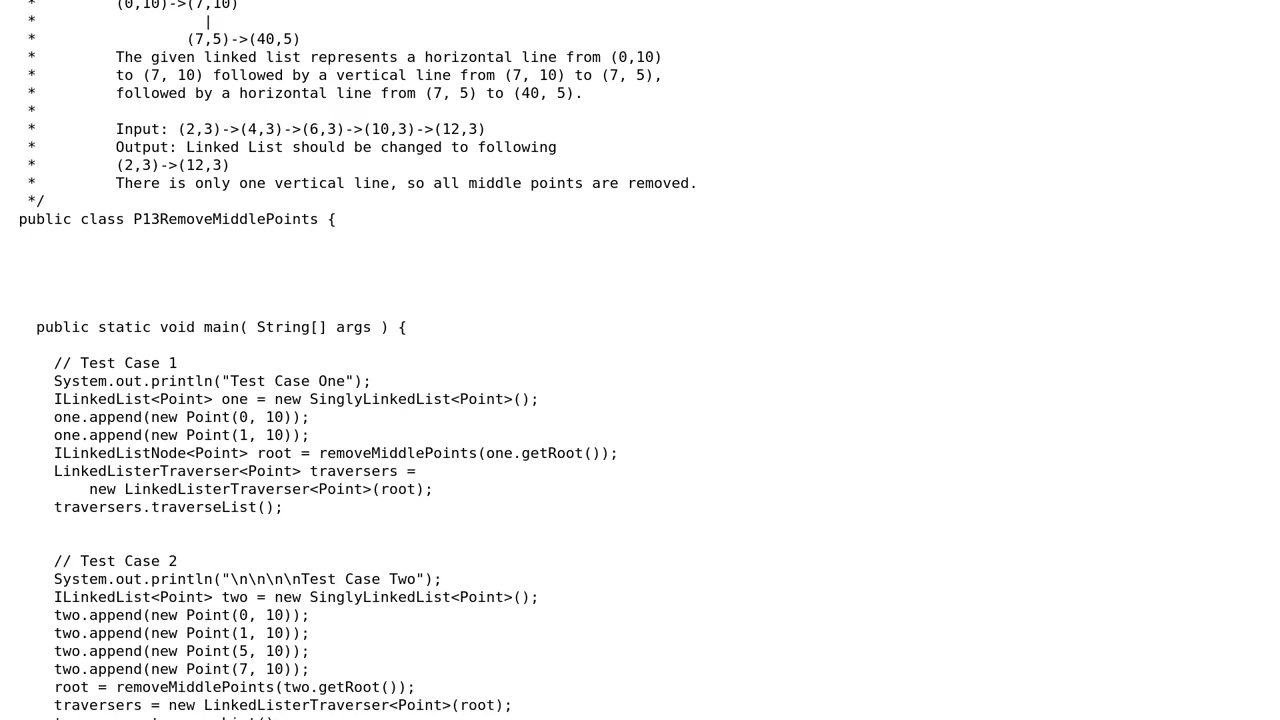 *         (0,10)->(7,10)
 *                   |
 *                 (7,5)->(40,5)
 *         The given linked list represents a horizontal line from (0,10)
 *         to (7, 10) followed by a vertical line from (7, 10) to (7, 5),
 *         followed by a horizontal line from (7, 5) to (40, 5).
 *
 *         Input: (2,3)->(4,3)->(6,3)->(10,3)->(12,3)
 *         Output: Linked List should be changed to following
 *         (2,3)->(12,3)
 *         There is only one vertical line, so all middle points are removed.
 */
public class P13RemoveMiddlePoints {
  public static void main( String[] args ) {
    // Test Case 1
    System.out.println("Test Case One");
    ILinkedList<Point> one = new SinglyLinkedList<Point>();
    one.append(new Point(0, 10));
    one.append(new Point(1, 10));
    ILinkedListNode<Point> root = removeMiddlePoints(one.getRoot());
    LinkedListerTraverser<Point> traversers =
        new LinkedListerTraverser<Point>(root);
    traversers.traverseList();
    // Test Case 2
    System.out.println("\n\n\n\nTest Case Two");
    ILinkedList<Point> two = new SinglyLinkedList<Point>();
    two.append(new Point(0, 10));
    two.append(new Point(1, 10));
    two.append(new Point(5, 10));
    two.append(new Point(7, 10));
    root = removeMiddlePoints(two.getRoot());
    traversers = new LinkedListerTraverser<Point>(root);